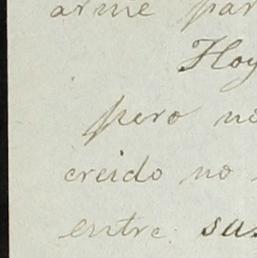 arme par
Hoy
pero no
creido no
entre sus